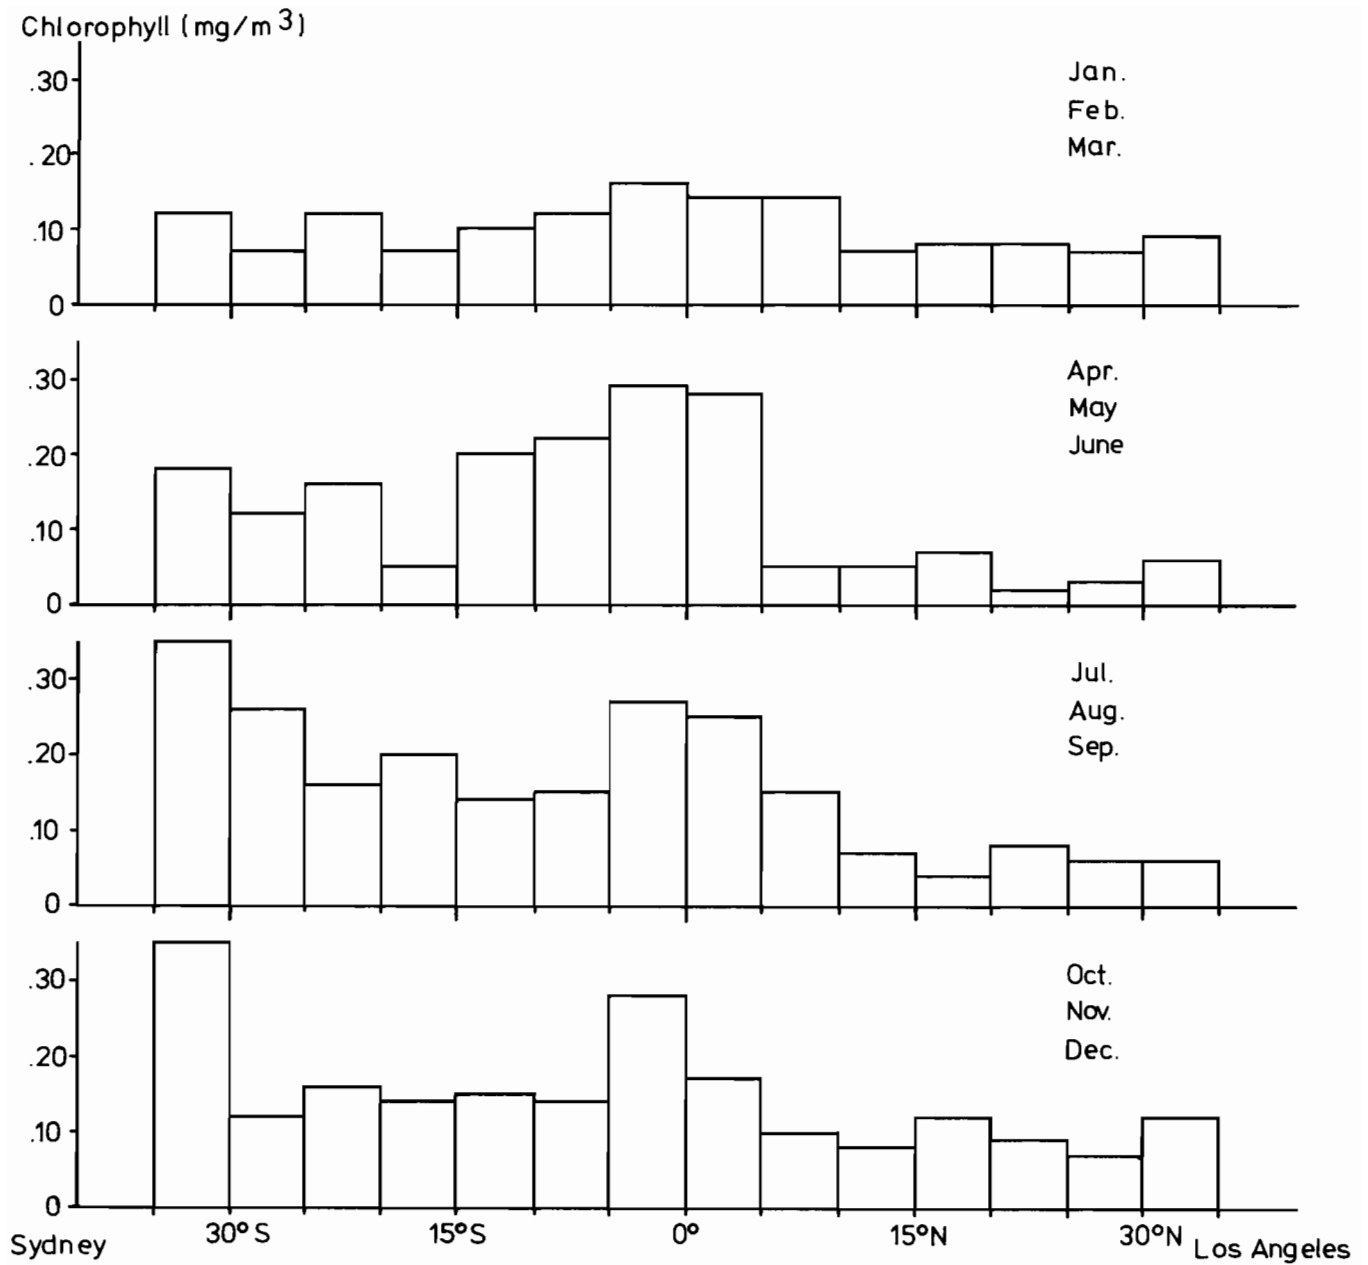 Chlorophyll (mg/m3)
.30
.20
.10
0
Jan.
Feb.
Mar.
.30
.20
.10
0
Apr.
May
June
.30
.20
.10
0
Jul.
Aug.
Sep.
.30
.20
.10
0
Oct.
Nov.
Dec.
Sydney 30°S 15°S 0° 15°N 30°N Los Angeles